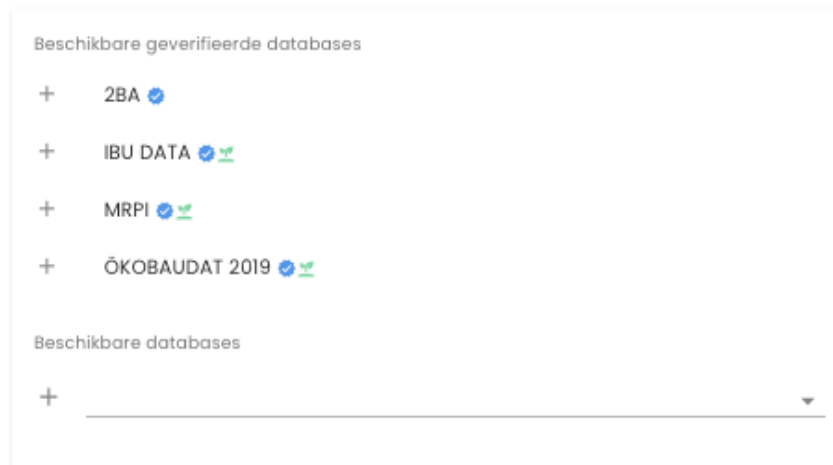 Beschikbare geverifieerde databases
+ 2BA
+ IBU DATA
+ MRPI
+ ÖKOBAUDAT 2019
Beschikbare databases
+